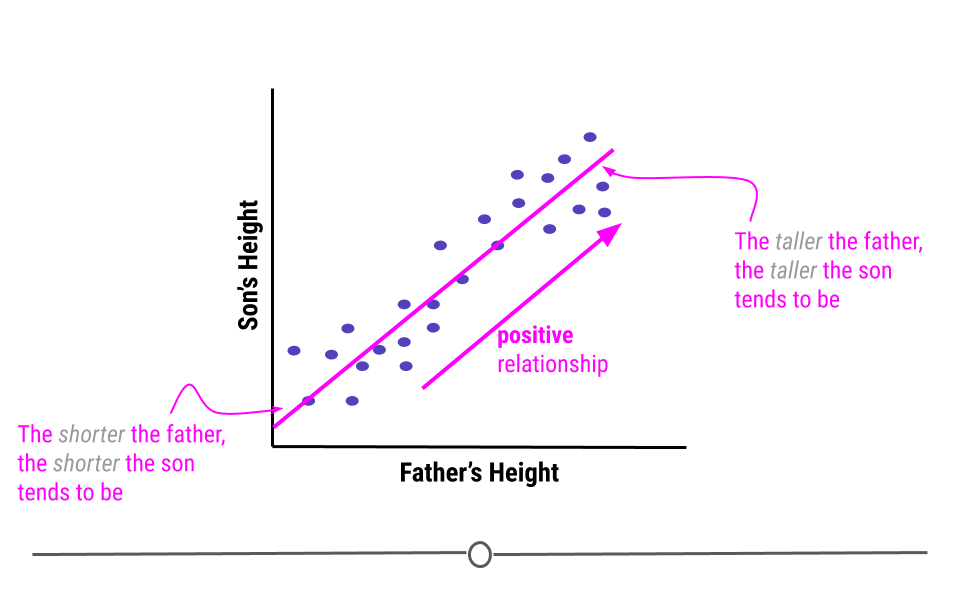 Son's Height
The taller the father,
the taller the son
tends to be
positive
relationship
The shorter the father,
the shorter the son
tends to be
Father's Height